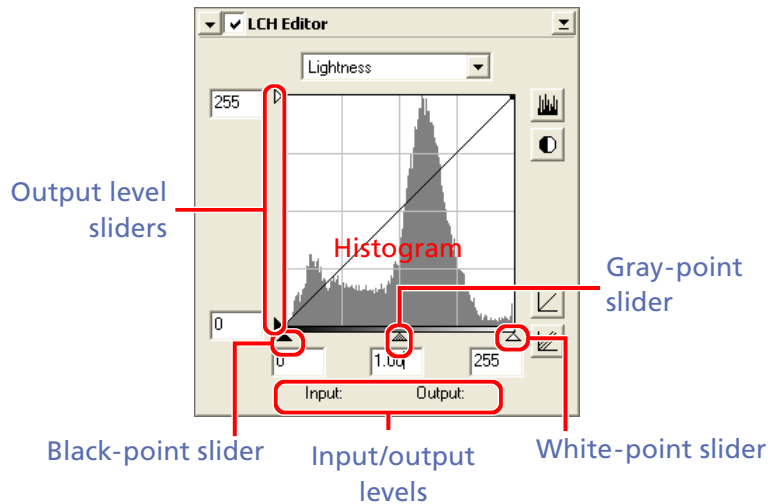 LCH Editor
Lightness
255
Output level
sliders
Histogram
Gray-point
slider
0
0
1.00
255
Input: Output:
Black-point slider
Input/output
levels
White-point slider